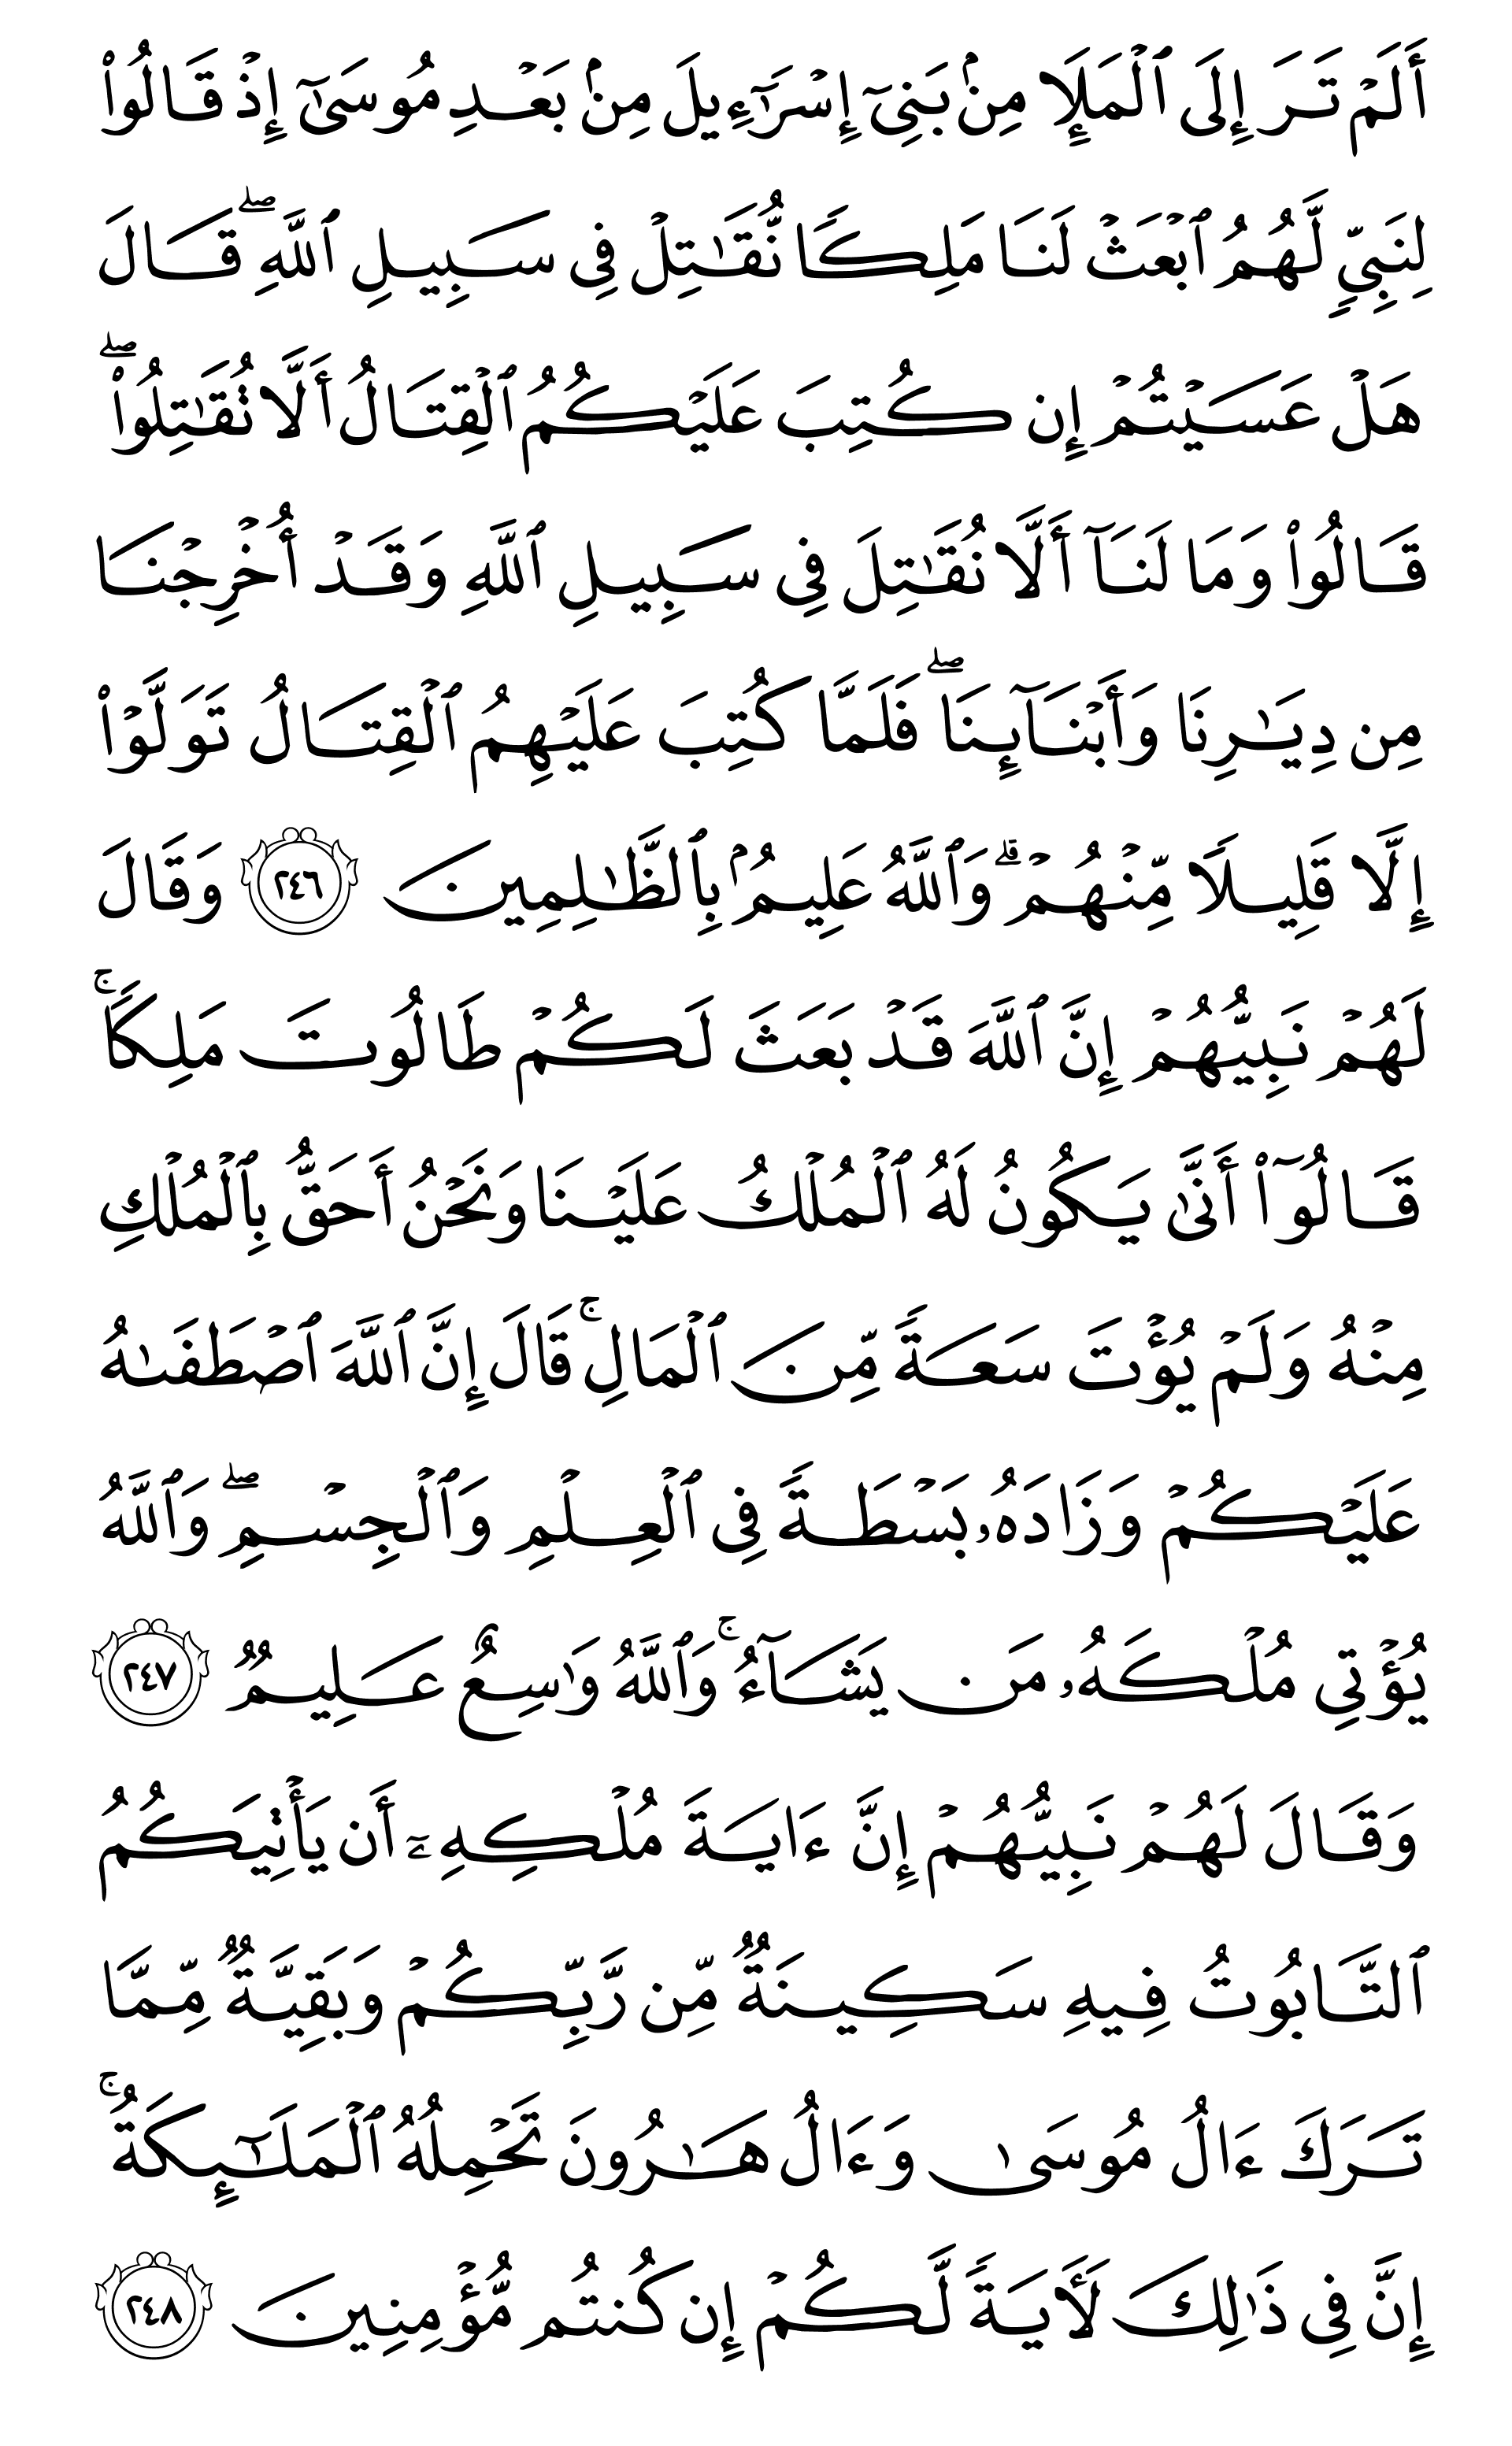 أَلَمۡ تَرَ إِلَى ٱلۡمَلَإِ مِنۢ بَنِيٓ إِسۡرَٰٓءِيلَ مِنۢ بَعۡدِ مُوسَىٰٓ إِذۡ قَالُواْ
لِنَبِيّٖ لَّهُمُ ٱبۡعَثۡ لَنَا مَلِكٗا نُّقَٰتِلۡ فِي سَبِيلِ ٱللَّهِۖ قَالَ
هَلۡ عَسَيۡتُمۡ إِن كُتِبَ عَلَيۡكُمُ ٱلۡقِتَالُ أَلَّا تُقَٰتِلُواْۖ
قَالُواْ وَمَا لَنَآ أَلَّا نُقَٰتِلَ فِي سَبِيلِ ٱللَّهِ وَقَدۡ أُخۡرِجۡنَا
مِن دِيَٰرِنَا وَأَبۡنَآئِنَاۖ فَلَمَّا كُتِبَ عَلَيۡهِمُ ٱلۡقِتَالُ تَوَلَّوۡاْ
إِلَّا قَلِيلٗا مِّنۡهُمۡۚ وَٱللَّهُ عَلِيمُۢ بِٱلظَّٰلِمِينَ ٢٤٦ وَقَالَ
لَهُمۡ نَبِيُّهُمۡ إِنَّ ٱللَّهَ قَدۡ بَعَثَ لَكُمۡ طَالُوتَ مَلِكٗاۚ
قَالُوٓاْ أَنَّىٰ يَكُونُ لَهُ ٱلۡمُلۡكُ عَلَيۡنَا وَنَحۡنُ أَحَقُّ بِٱلۡمُلۡكِ
مِنۡهُ وَلَمۡ يُؤۡتَ سَعَةٗ مِّنَ ٱلۡمَالِۚ قَالَ إِنَّ ٱللَّهَ ٱصۡطَفَىٰهُ
عَلَيۡكُمۡ وَزَادَهُۥ بَسۡطَةٗ فِي ٱلۡعِلۡمِ وَٱلۡجِسۡمِۖ وَٱللَّهُ
يُؤۡتِي مُلۡكَهُۥ مَن يَشَآءُۚ وَٱللَّهُ وَٰسِعٌ عَلِيمٞ ٢٤٧
وَقَالَ لَهُمۡ نَبِيُّهُمۡ إِنَّ ءَايَةَ مُلۡكِهِۦٓ أَن يَأۡتِيَكُمُ
ٱلتَّابُوتُ فِيهِ سَكِينَةٞ مِّن رَّبِّكُمۡ وَبَقِيَّةٞ مِّمَّا
تَرَكَ ءَالُ مُوسَىٰ وَءَالُ هَٰرُونَ تَحۡمِلُهُ ٱلۡمَلَٰٓئِكَةُۚ
إِنَّ فِي ذَٰلِكَ لَأٓيَةٗ لَّكُمۡ إِن كُنتُم مُّؤۡمِنِينَ ٢٤٨